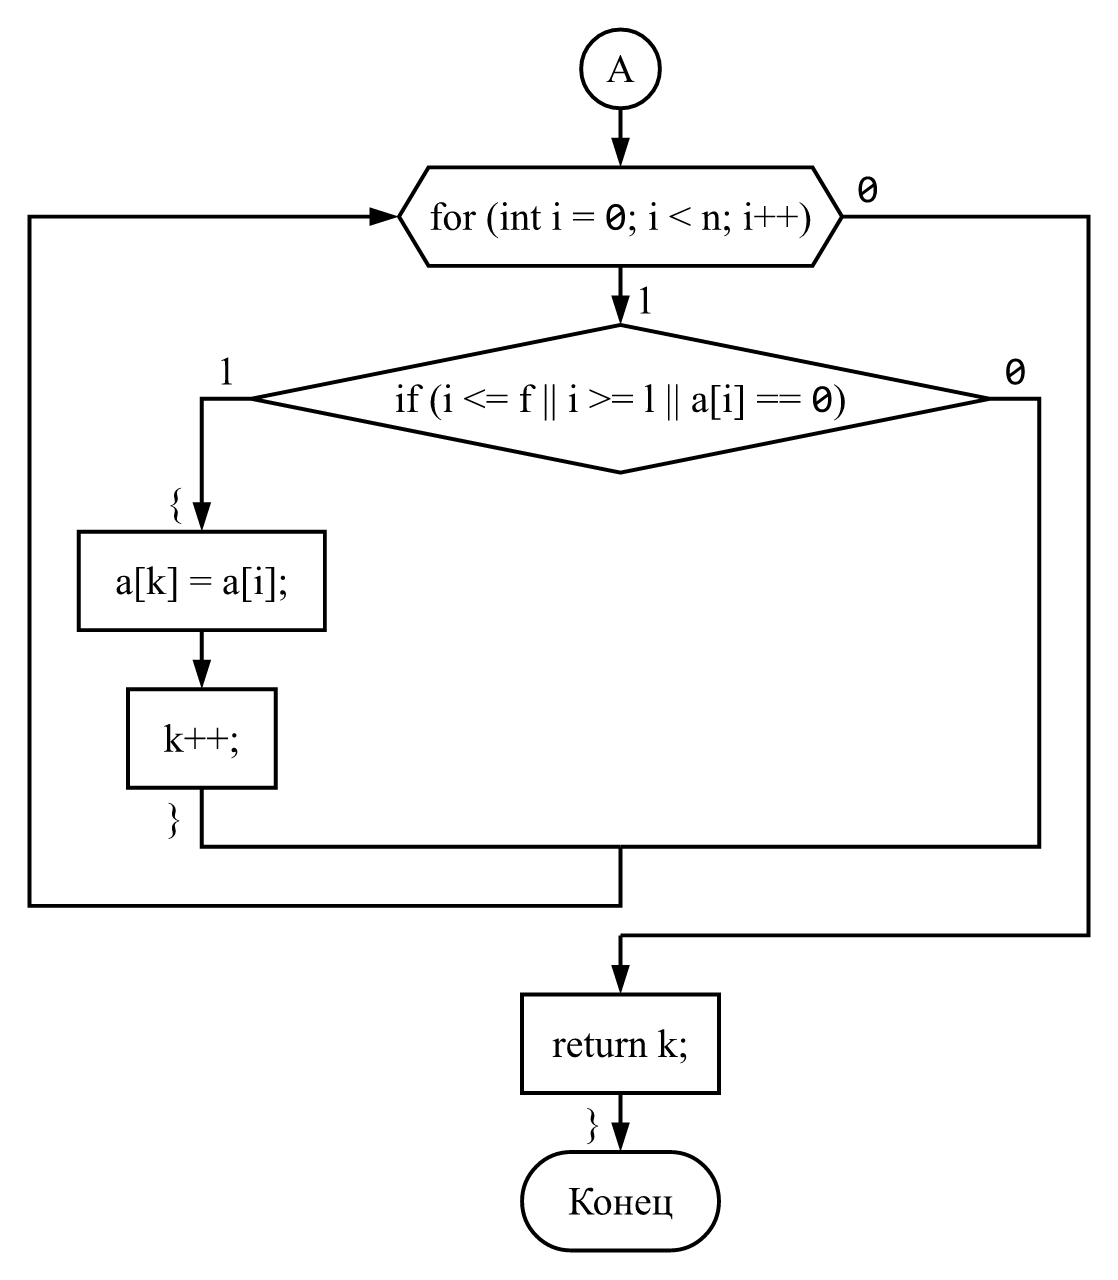 A
for (int i = 0; i < n; i++)
0
1
if (i <= f || i >= l || a[i] == 0)
1
0
{
a[k] = a[i];
k++;
}
return k;
}
Конец